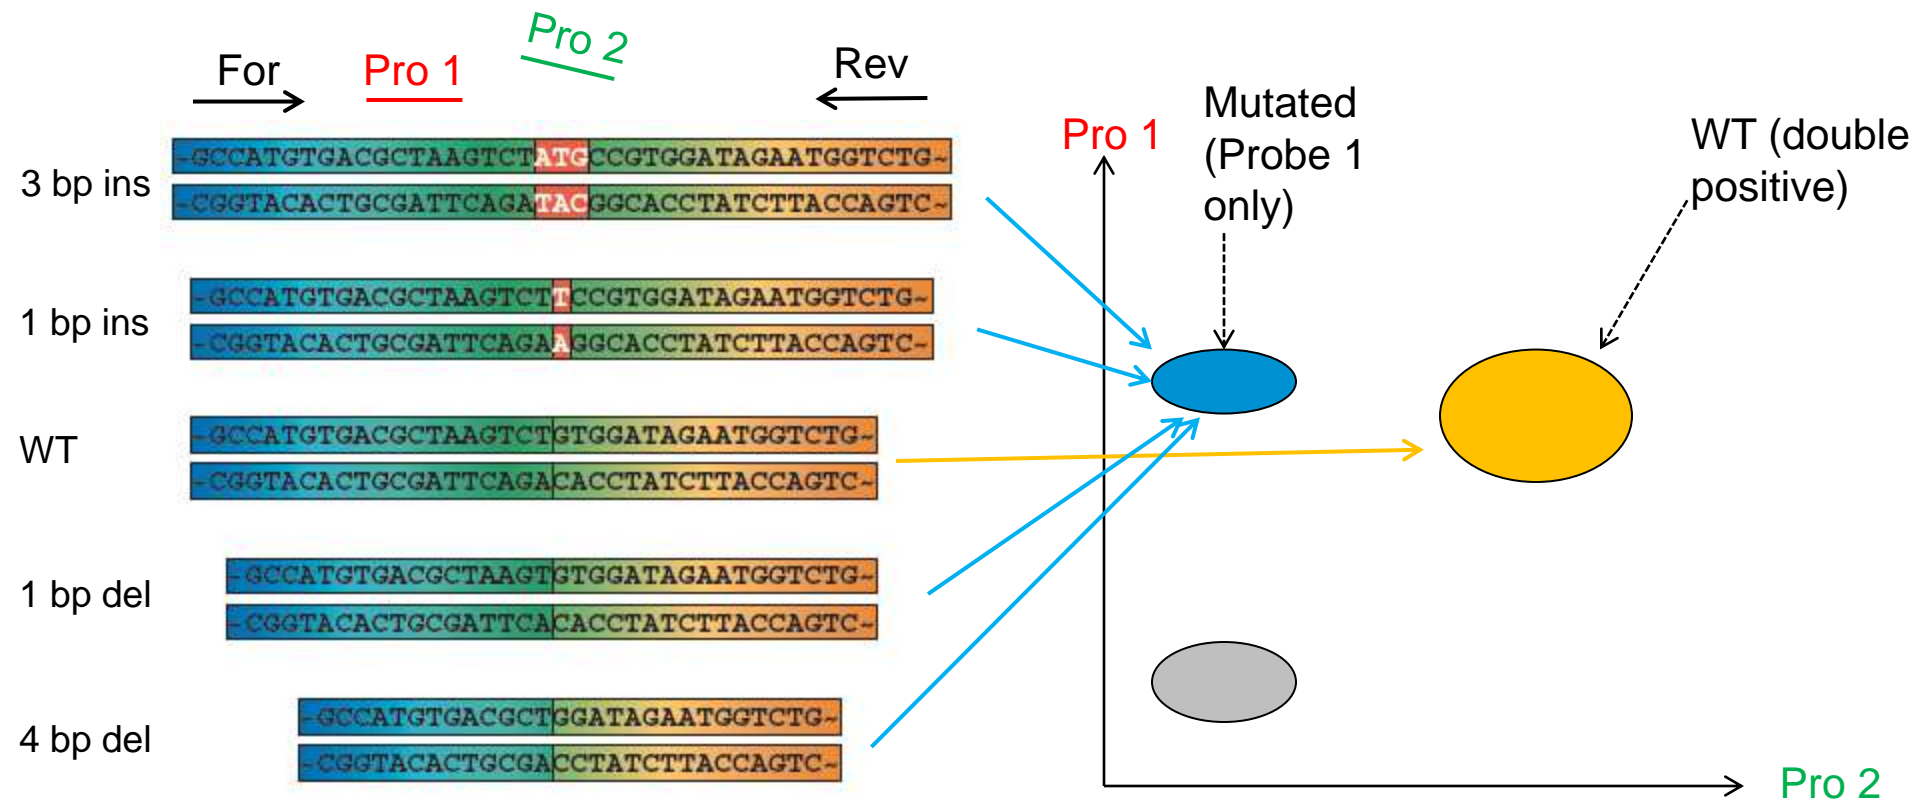 For
Pro 1
Pro 2
Rev
3 bp ins
-GCCATGTGACGCTAAGTCTATGCCGTGGATAGAATGGTCTG~
-CGGTACACTGCGATTCAGATACGGCACCTATCTTACCAGTC~
1 bp ins
-GCCATGTGACGCTAAGTCTTCCGTGGATAGAATGGTCTG~
-CGGTACACTGCGATTCAGAAGGCACCTATCTTACCAGTC~
WT
-GCCATGTGACGCTAAGTCTGTGGATAGAATGGTCTG~
-CGGTACACTGCGATTCAGACACCTATCTTACCAGTC~
1 bp del
-GCCATGTGACGCTAAGTGTGGATAGAATGGTCTG~
-CGGTACACTGCGATTCACACCTATCTTACCAGTC~
4 bp del
-GCCATGTGACGCTGGATAGAATGGTCTG~
-CGGTACACTGCGACCTATCTTACCAGTC~
Pro 1
Mutated
(Probe 1
only)
WT (double
positive)
Pro 2